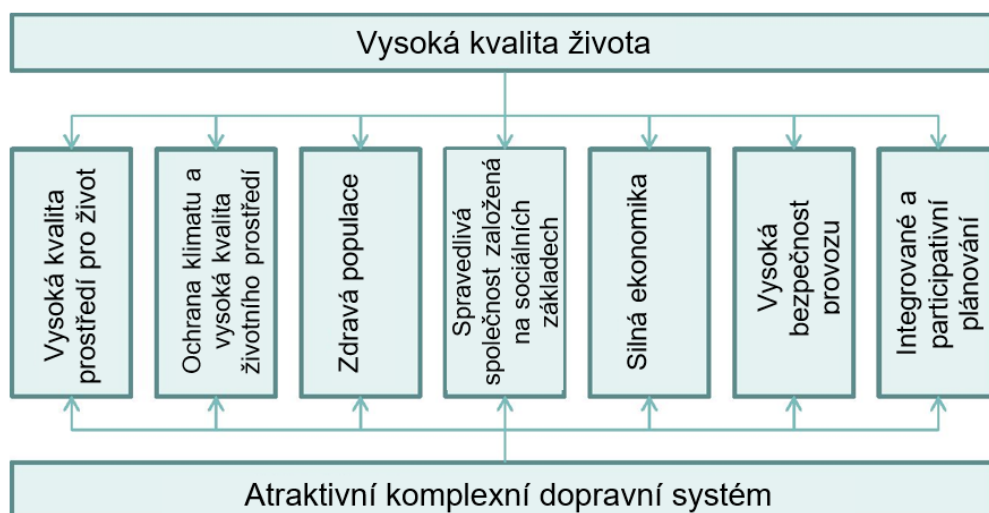 Vysoká kvalita života
Vysoká kvalita
prostředí pro život
Ochrana klimatu a
vysoká kvalita
životního prostředí
Zdravá populace
Spravedlivá
společnost založená
na sociálních
základech
Silná ekonomika
Vysoká
bezpečnost
provozu
Integrované a
participativní
plánování
Atraktivní komplexní dopravní systém